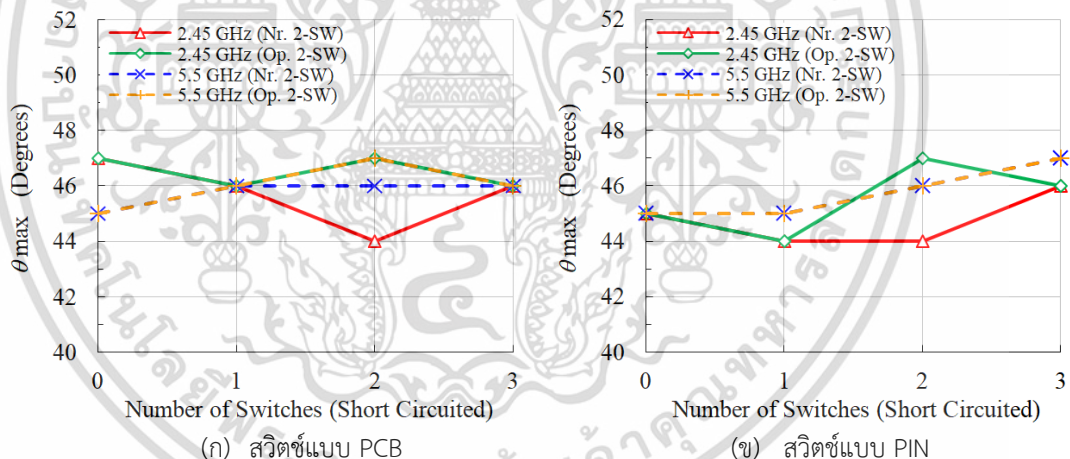 52
50
48
46
44
42
40
θmax (Degrees)
2.45 GHz (Nr. 2-SW)
2.45 GHz (Op. 2-SW)
5.5 GHz (Nr. 2-SW)
5.5 GHz (Op. 2-SW)
0 1 2 3
Number of Switches (Short Circuited)
(ก) สวิตช์แบบ PCB
52
50
48
46
44
42
40
θmax (Degrees)
2.45 GHz (Nr. 2-SW)
2.45 GHz (Op. 2-SW)
5.5 GHz (Nr. 2-SW)
5.5 GHz (Op. 2-SW)
0 1 2 3
Number of Switches (Short Circuited)
(ข) สวิตช์แบบ PIN